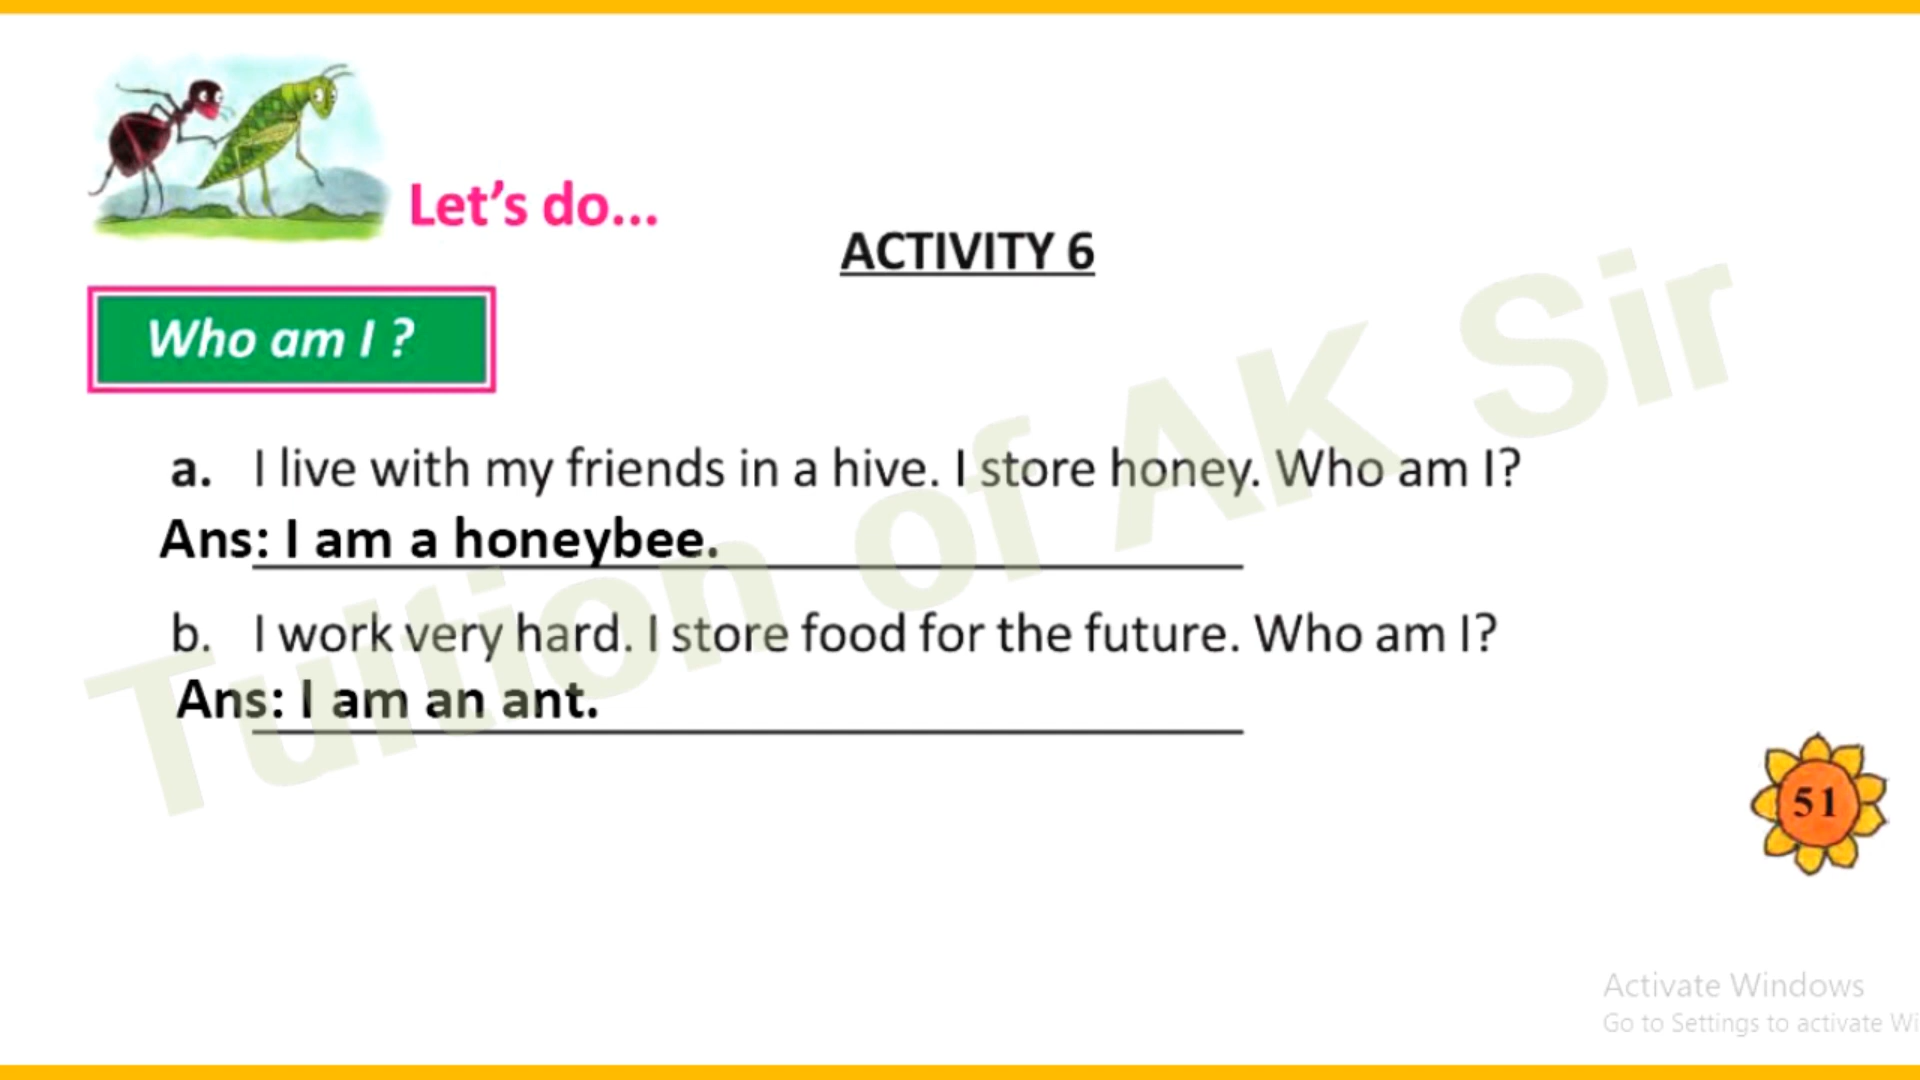 Let's do...
ACTIVITY 6
Who am I ?
a. I live with my friends in a hive. I store honey. Who am I?
Ans: I am a honeybee.
b. I work very hard. I store food for the future. Who am I?
Ans: I am an ant.
Tuition of AK Sir
51
Activate Windows
Go to Settings to activate Wi